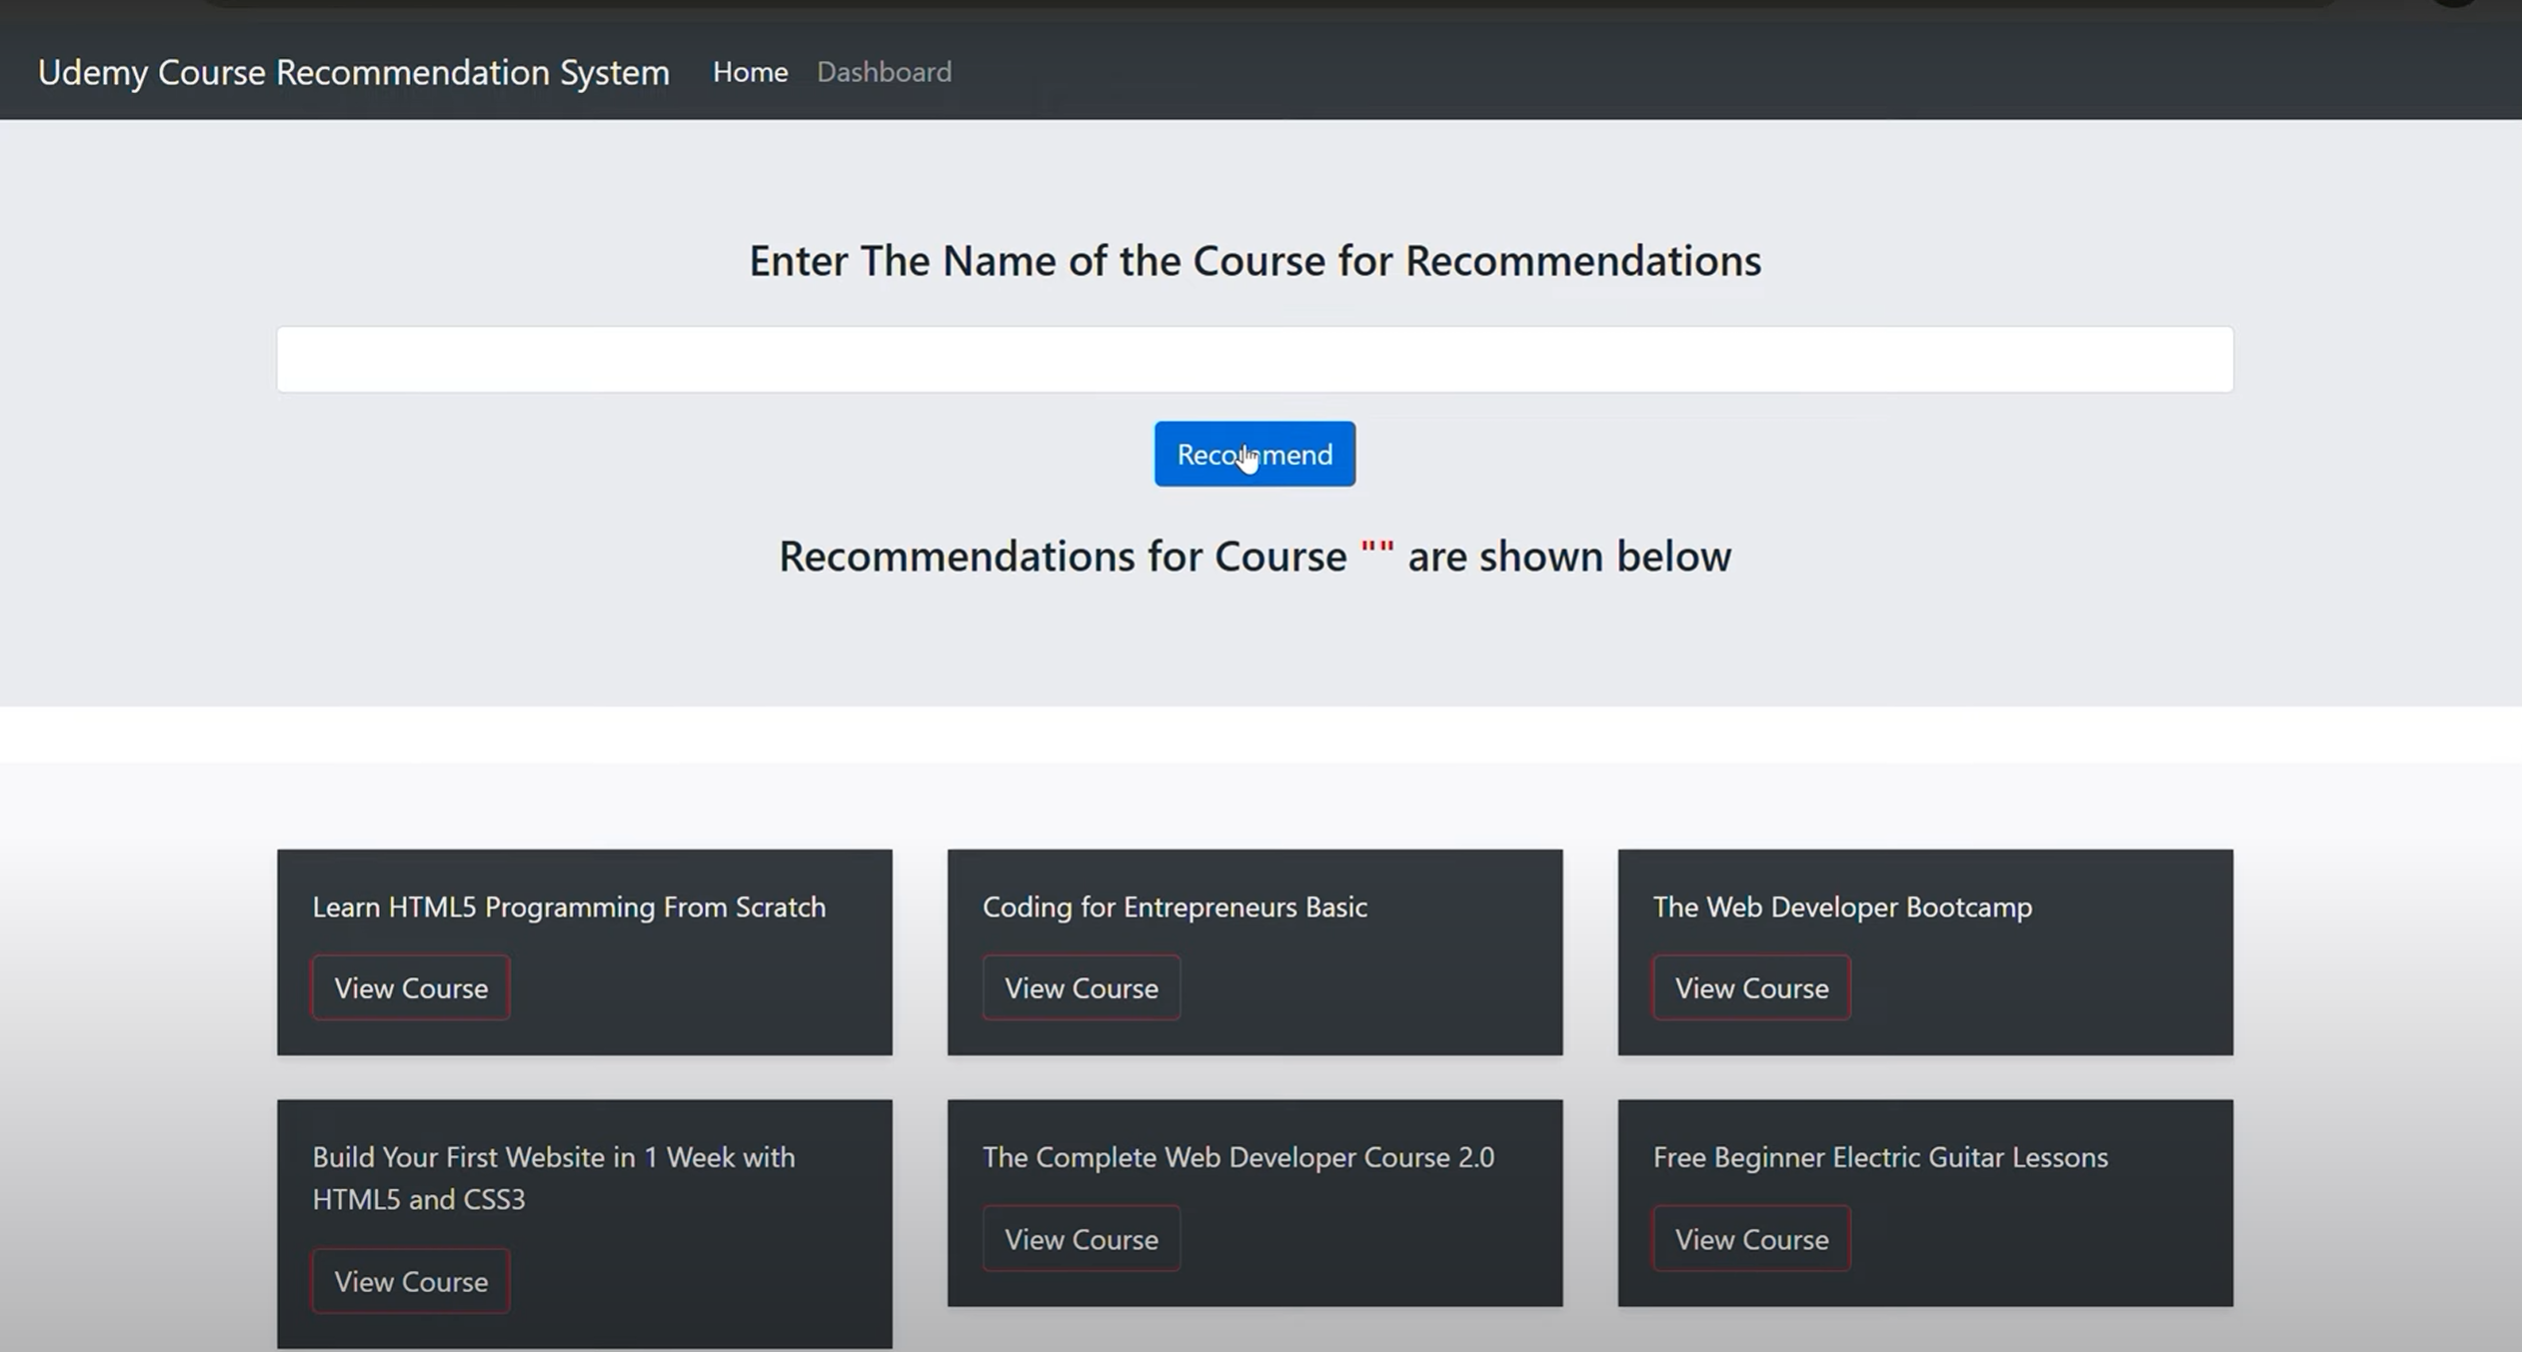 Udemy Course Recommendation System Home Dashboard
Enter The Name of the Course for Recommendations
Recommend
Recommendations for Course "" are shown below
Learn HTML5 Programming From Scratch
View Course
Coding for Entrepreneurs Basic
View Course
The Web Developer Bootcamp
View Course
Build Your First Website in 1 Week with
HTML5 and CSS3
View Course
The Complete Web Developer Course 2.0
View Course
Free Beginner Electric Guitar Lessons
View Course